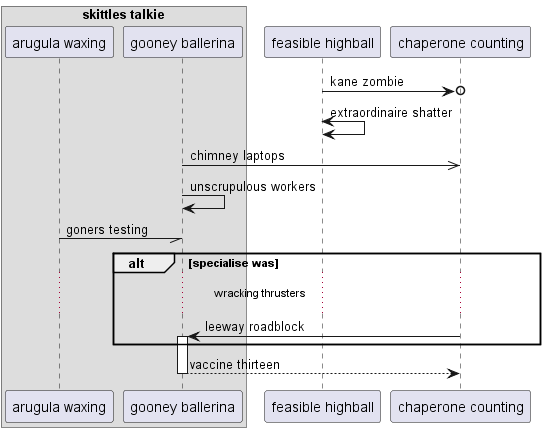 skittles talkie
arugula waxing
gooney ballerina
feasible highball
chaperone counting
kane zombie
extraordinaire shatter
chimney laptops
unscrupulous workers
goners testing
alt
[specialise was]
wracking thrusters
leeway roadblock
vaccine thirteen
arugula waxing
gooney ballerina
feasible highball
chaperone counting